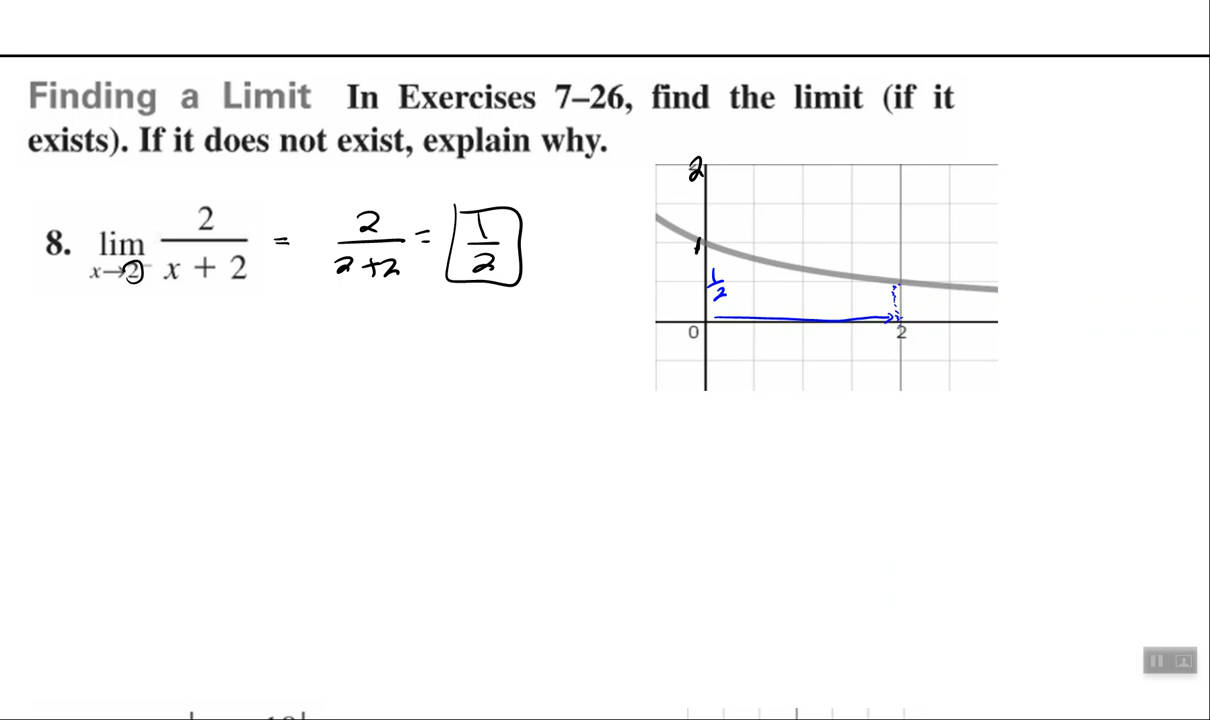 Finding a Limit In Exercises 7–26, find the limit (if it
exists). If it does not exist, explain why.
8. lim x→2⁻ 2/(x + 2) = 2/(2+2) = 1/2
2
1
1/2
0 2